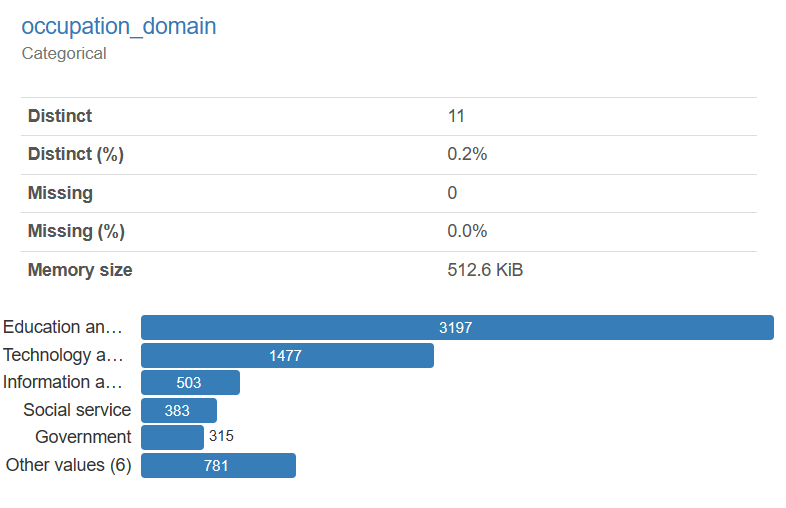 occupation_domain
Categorical
Distinct 11
Distinct (%) 0.2%
Missing 0
Missing (%) 0.0%
Memory size 512.6 KiB
Education an… 3197
Technology a… 1477
Information a… 503
Social service 383
Government 315
Other values (6) 781